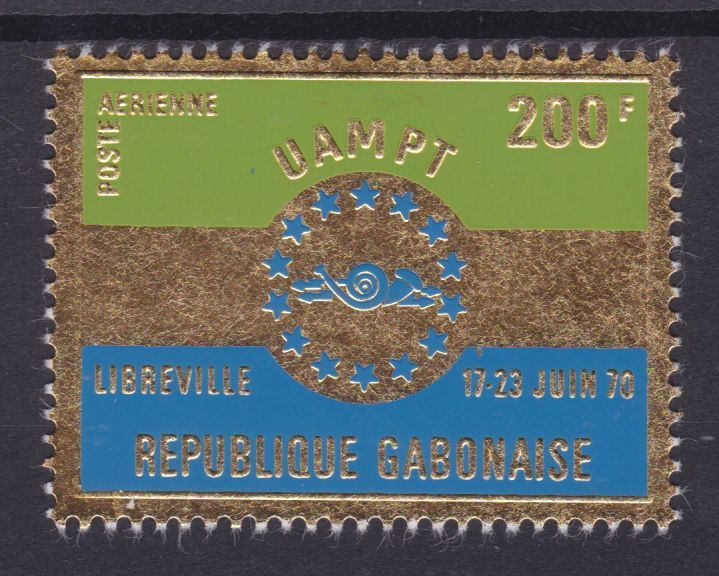 POSTE
AERIENNE
200F
UAMPT
LIBREVILLE
17-23 JUIN 70
REPUBLIQUE GABONAISE